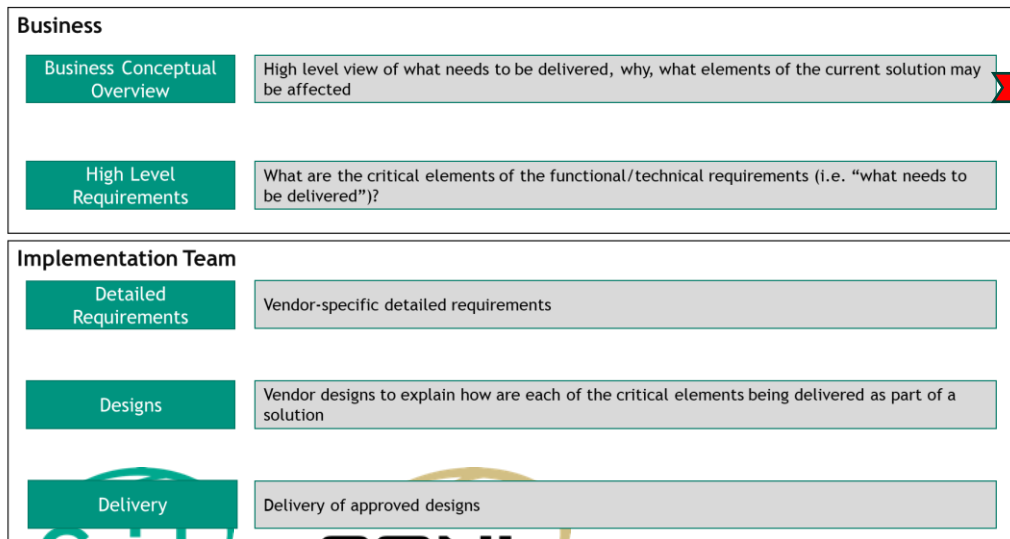 Business
Business Conceptual
Overview
High level view of what needs to be delivered, why, what elements of the current solution may
be affected
High Level
Requirements
What are the critical elements of the functional/technical requirements (i.e. “what needs to
be delivered”)?
Implementation Team
Detailed
Requirements
Vendor-specific detailed requirements
Designs
Vendor designs to explain how are each of the critical elements being delivered as part of a
solution
Delivery
Delivery of approved designs